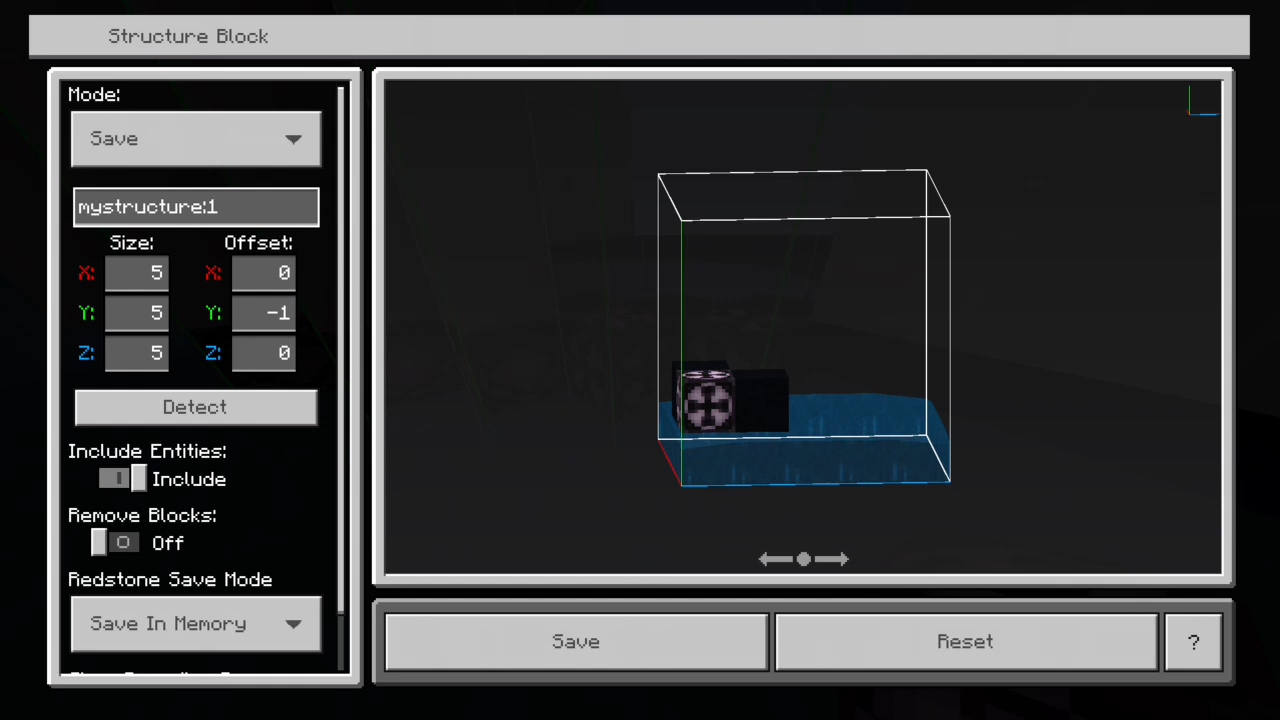 Structure Block
Mode:
Save
mystructure:1
Size: Offset:
X: 5 X: 0
Y: 5 Y: -1
Z: 5 Z: 0
Detect
Include Entities:
Include
Remove Blocks:
Off
Redstone Save Mode
Save In Memory
Save Reset ?